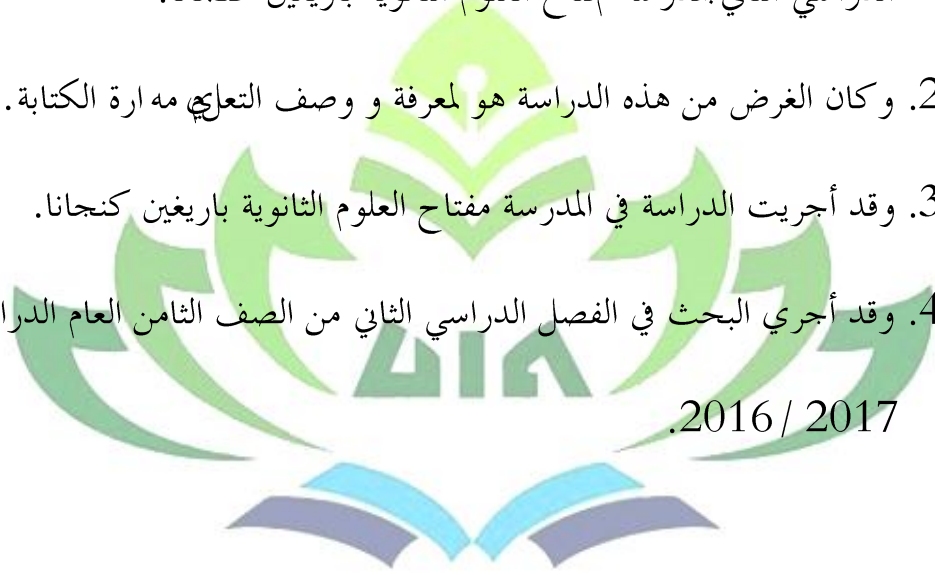 2. وكان الغرض من هذه الدراسة هو لمعرفة و وصف مهارة الكتابة.
3. وقد أجريت الدراسة في المدرسة مفتاح العلوم الثانوية باريغين كنجانا.
4. وقد أجري البحث في الفصل الدراسي الثاني من الصف الثامن العام
2016 / 2017.